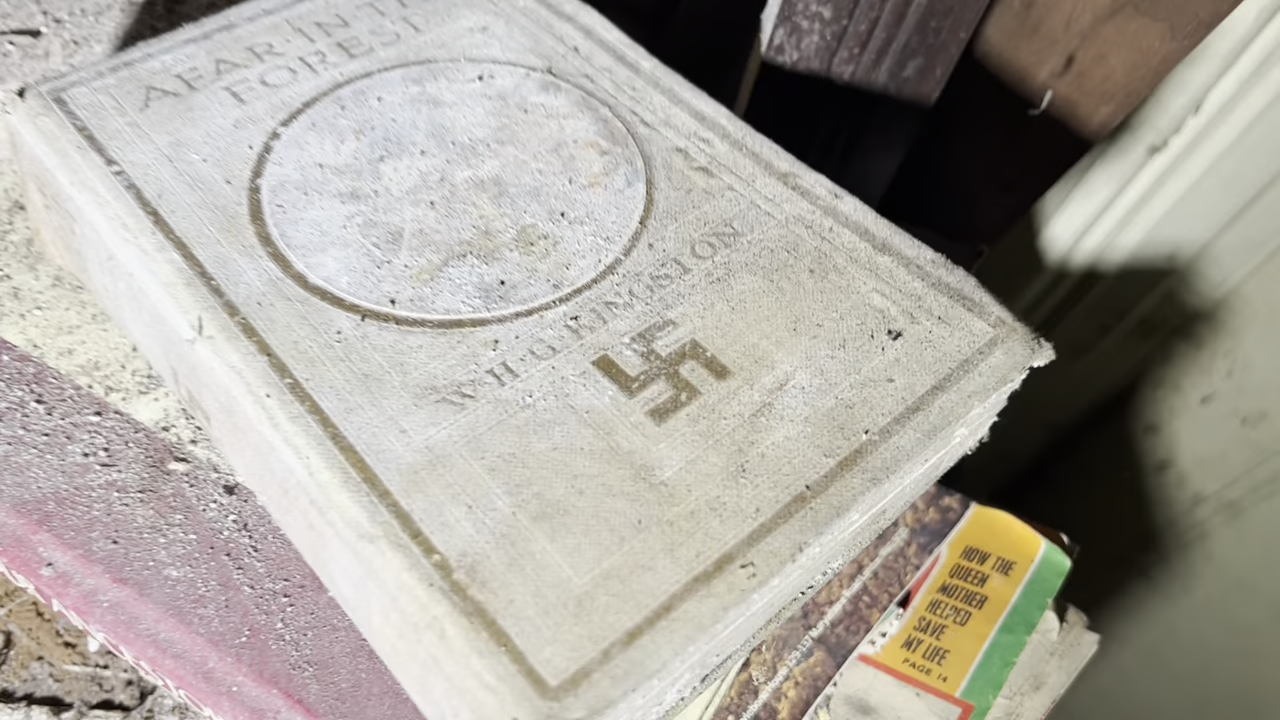 AFAR IN T
FOREST
W·H·G·KINGSTON
HOW THE
QUEEN
MOTHER
HELPED
SAVE
MY LIFE
PAGE 14